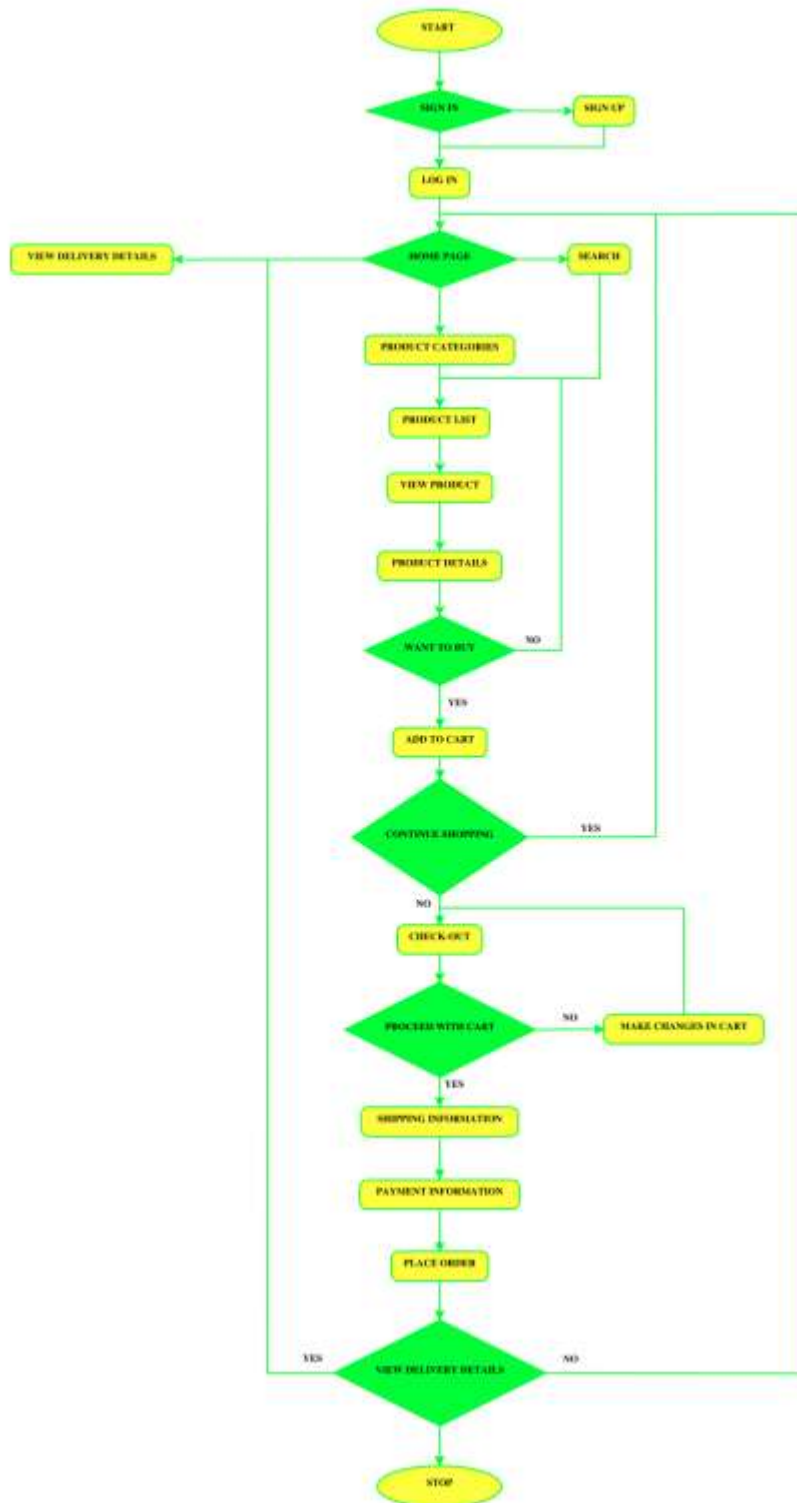 START
SIGN IN
SIGN UP
LOG IN
VIEW DELIVERY DETAILS
HOME PAGE
SEARCH
PRODUCT CATEGORIES
PRODUCT LIST
VIEW PRODUCT
PRODUCT DETAILS
WANT TO BUY
NO
YES
ADD TO CART
CONTINUE SHOPPING
YES
NO
CHECK-OUT
PROCEED WITH CART
NO
MAKE CHANGES IN CART
YES
SHIPPING INFORMATION
PAYMENT INFORMATION
PLACE ORDER
YES
VIEW DELIVERY DETAILS
NO
STOP